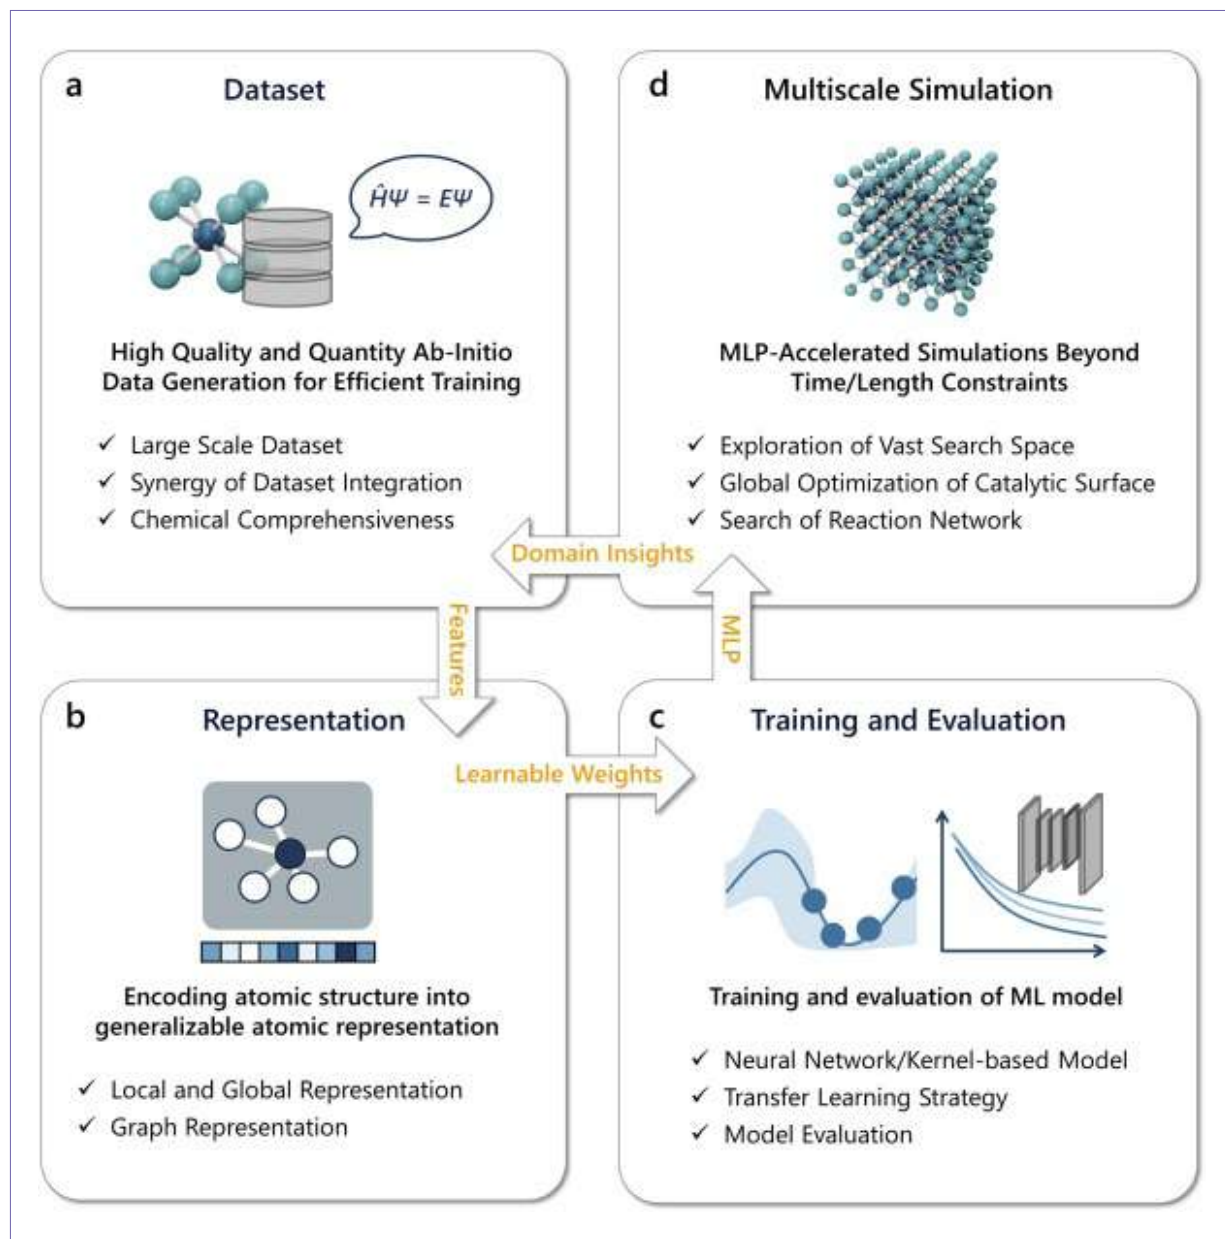 a
Dataset
ĤΨ = EΨ
High Quality and Quantity Ab-Initio
Data Generation for Efficient Training
✓ Large Scale Dataset
✓ Synergy of Dataset Integration
✓ Chemical Comprehensiveness
Features
b
Representation
Encoding atomic structure into
generalizable atomic representation
✓ Local and Global Representation
✓ Graph Representation
Learnable Weights
c
Training and Evaluation
Training and evaluation of ML model
✓ Neural Network/Kernel-based Model
✓ Transfer Learning Strategy
✓ Model Evaluation
MLP
d
Multiscale Simulation
MLP-Accelerated Simulations Beyond
Time/Length Constraints
✓ Exploration of Vast Search Space
✓ Global Optimization of Catalytic Surface
✓ Search of Reaction Network
Domain Insights